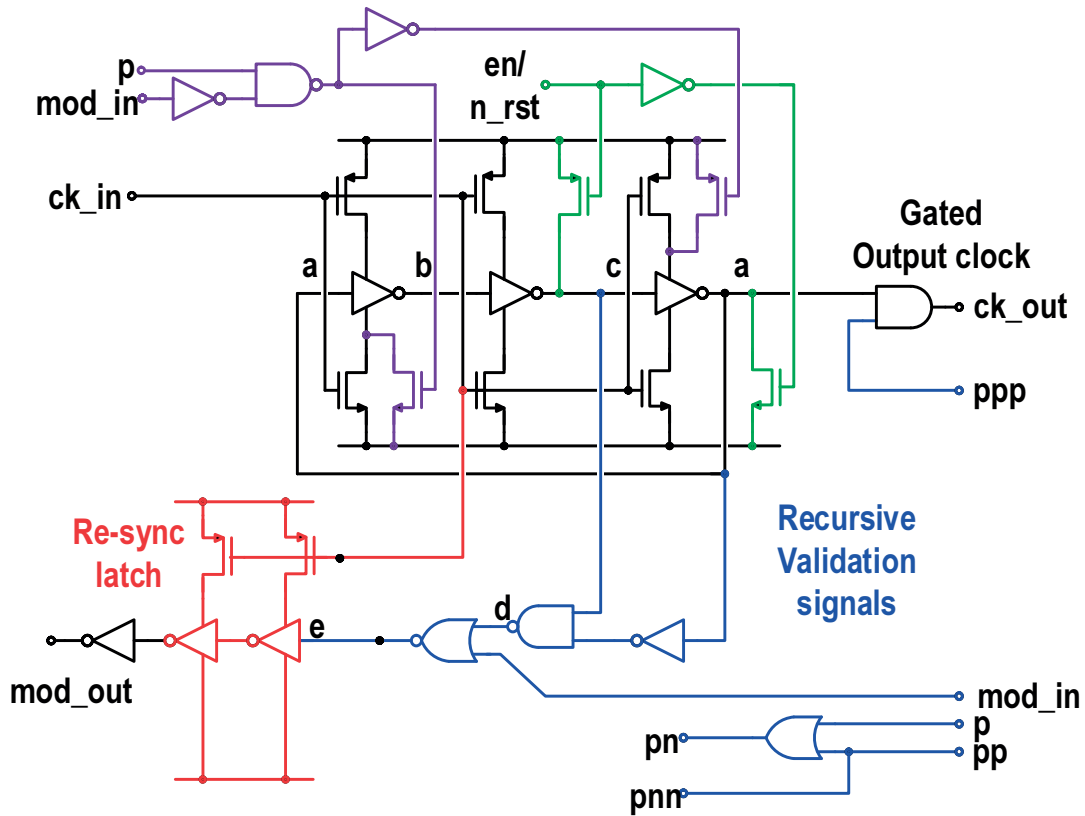 p
mod_in
en/
n_rst
ck_in
Gated
Output clock
a
b
c
a
ck_out
ppp
Re-sync
latch
Recursive
Validation
signals
d
e
mod_out
mod_in
p
pn
pp
pnn